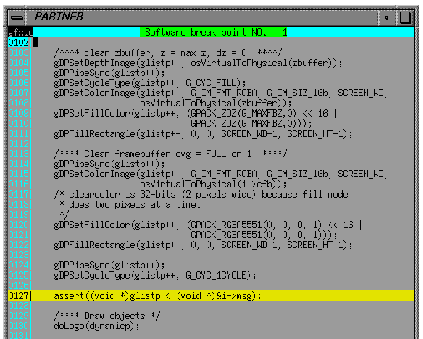 PARTNER
Software break point NO. 1
0102
/**** Clear zbuffer, z = max z, dz = 0 ****/
gDPSetDepthImage(glistp++, osVirtualToPhysical(zbuffer));
gDPPipeSync(glistp++);
gDPSetCycleType(glistp++, G_CYC_FILL);
gDPSetColorImage(glistp++, G_IM_FMT_RGBA, G_IM_SIZ_16b, SCREEN_WD,
osVirtualToPhysical(zbuffer));
gDPSetFillColor(glistp++, (GPACK_ZDZ(G_MAXFBZ,0) << 16 |
GPACK_ZDZ(G_MAXFBZ,0)));
gDPFillRectangle(glistp++, 0, 0, SCREEN_WD-1, SCREEN_HT-1);
/**** Clear framebuffer cvg = FULL or 1 ****/
gDPPipeSync(glistp++);
gDPSetColorImage(glistp++, G_IM_FMT_RGBA, G_IM_SIZ_16b, SCREEN_WD,
/* clearcolor is 32-bits (2 pixels wide) because fill mode
* does two pixels at a time.
*/
gDPSetFillColor(glistp++, (GPACK_RGBA5551(0, 0, 0, 1) << 16 |
GPACK_RGBA5551(0, 0, 0, 1)));
gDPFillRectangle(glistp++, 0, 0, SCREEN_WD-1, SCREEN_HT-1);
gDPPipeSync(glistp++);
gDPSetCycleType(glistp++, G_CYC_1CYCLE);
0127 assert((void *)glistp < (void *)&i->msg);
/**** Draw objects */
doLogo(dynamicp);